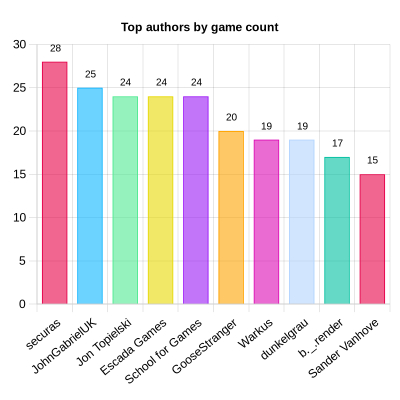 Top authors by game count
30
25
20
15
10
5
0
28
25
24
24
24
20
19
19
17
15
securas
JohnGabrielUK
Jon Topielski
Escada Games
School for Games
GooseStranger
Warkus
dunkelgrau
b._.render
Sander Vanhove